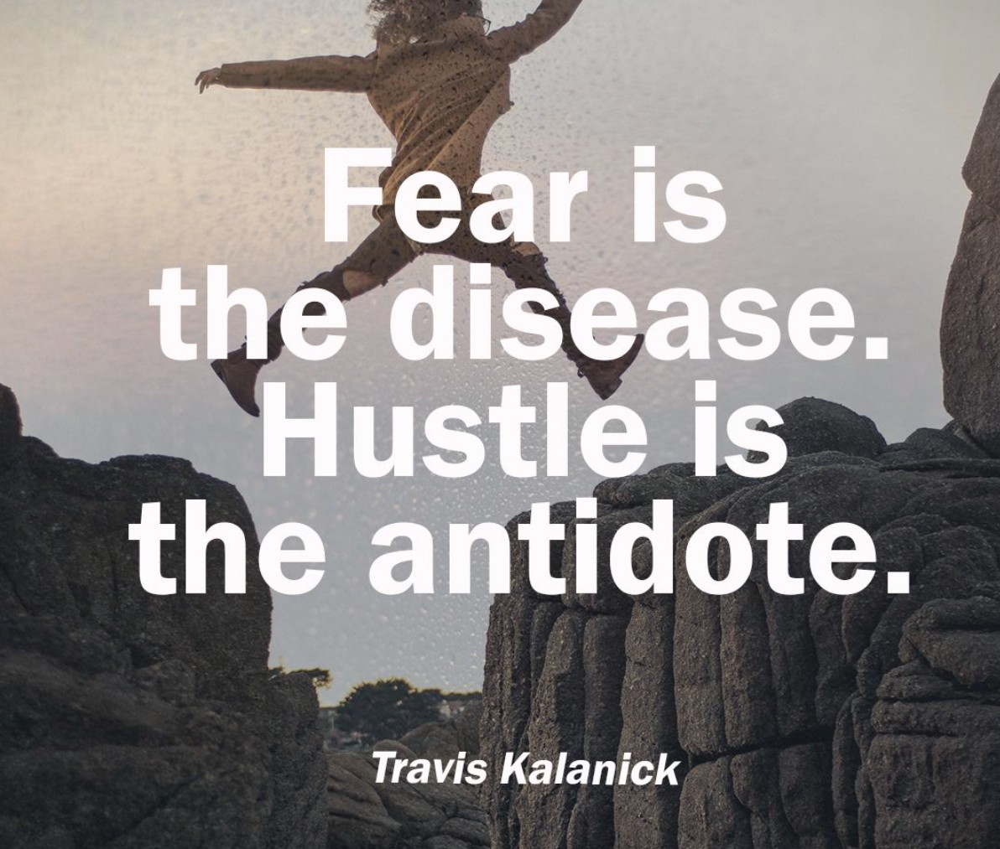 Fear is
the disease.
Hustle is
the antidote.
Travis Kalanick